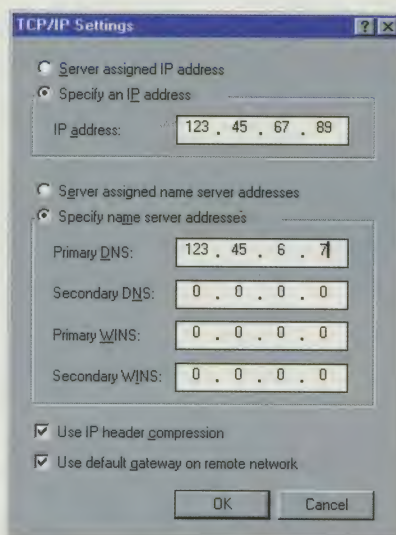 TCP/IP Settings
Server assigned IP address
Specify an IP address
IP address: 123 . 45 . 67 . 89
Server assigned name server addresses
Specify name server addresses
Primary DNS: 123 . 45 . 6 . 7
Secondary DNS: 0 . 0 . 0 . 0
Primary WINS: 0 . 0 . 0 . 0
Secondary WINS: 0 . 0 . 0 . 0
Use IP header compression
Use default gateway on remote network
OK Cancel